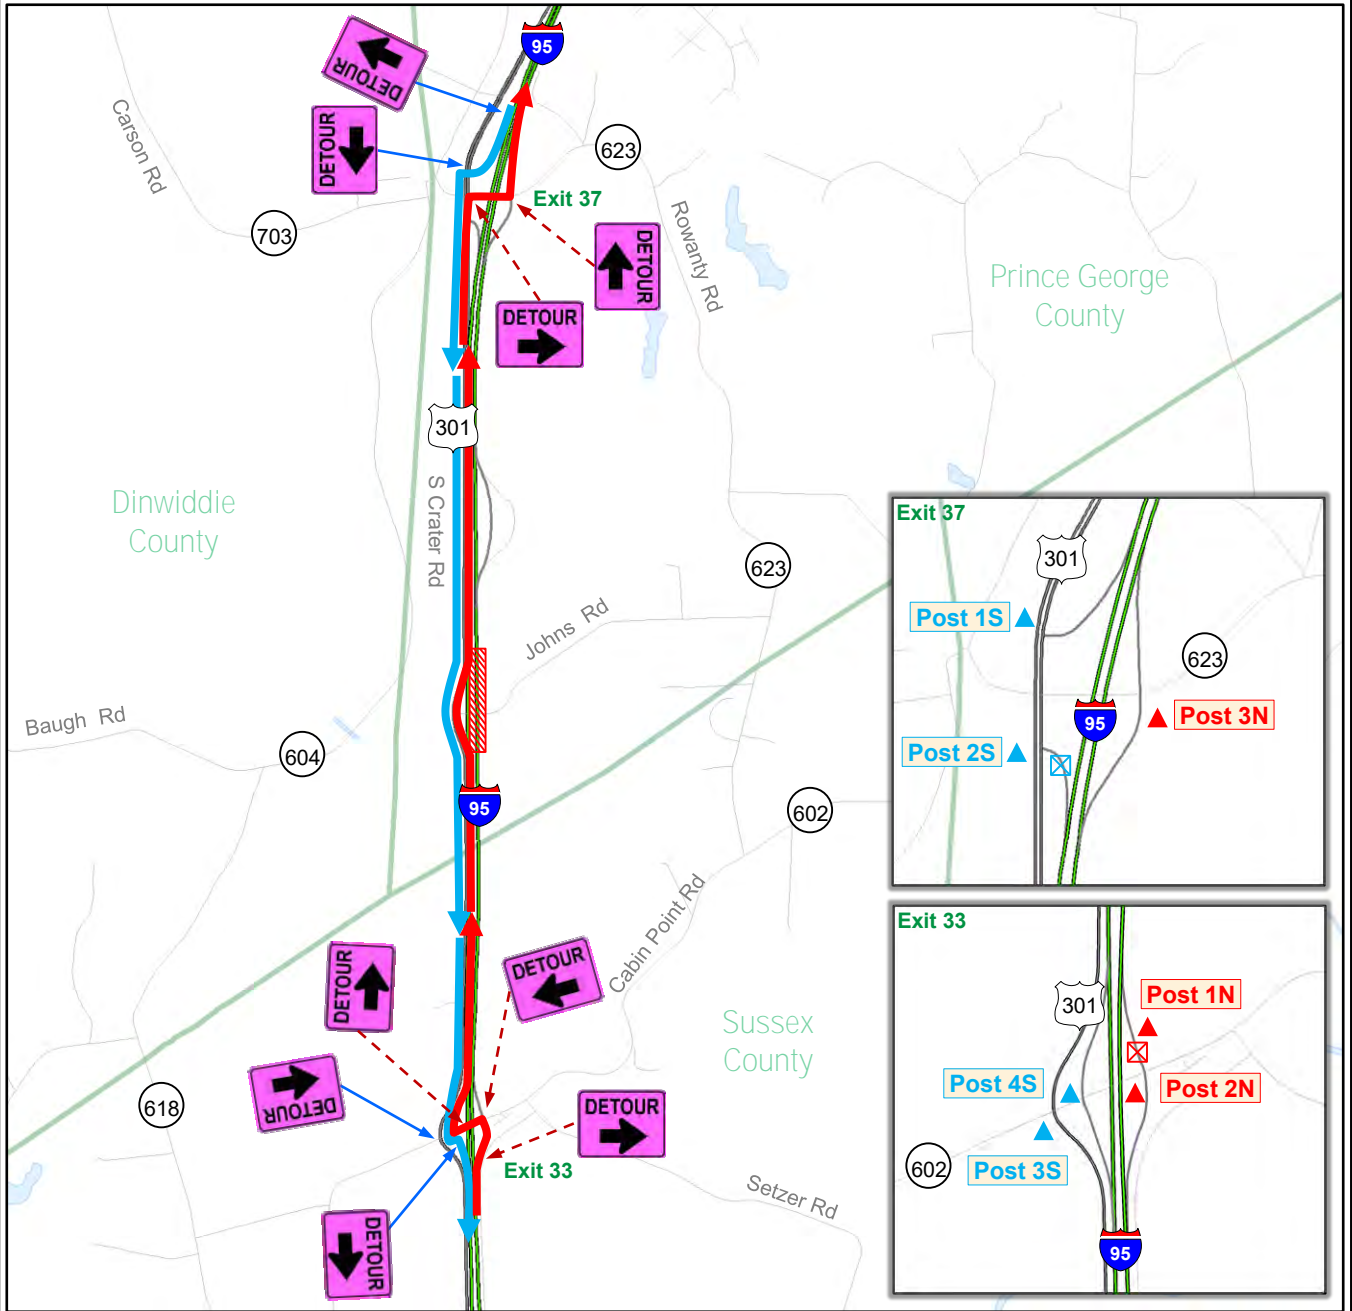 95
DETOUR
DETOUR
Carson Rd
623
Exit 37
703
Rowanty Rd
DETOUR
DETOUR
Prince George
County
301
S Crater Rd
Dinwiddie
County
623
Johns Rd
Baugh Rd
604
95
602
Cabin Point Rd
DETOUR
DETOUR
Sussex
County
DETOUR
618
DETOUR
Exit 33
Setzer Rd
DETOUR
Exit 37
301
Post 1S
623
95
Post 3N
Post 2S
Exit 33
301
Post 1N
Post 4S
Post 2N
602
Post 3S
95